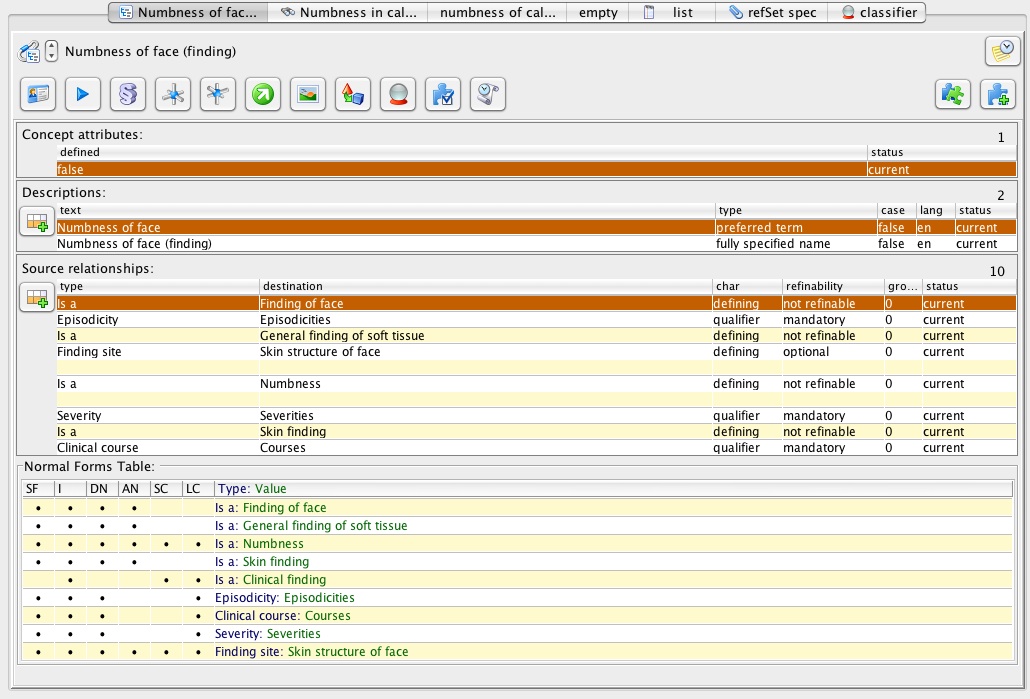 Numbness of fac... Numbness in cal... numbness of cal... empty list refSet spec classifier
Numbness of face (finding)
Concept attributes: 1
defined status
false current
Descriptions: 2
text type case lang status
Numbness of face preferred term false en current
Numbness of face (finding) fully specified name false en current
Source relationships: 10
type destination char refinability gro... status
Is a Finding of face defining not refinable 0 current
Episodicity Episodicities qualifier mandatory 0 current
Is a General finding of soft tissue defining not refinable 0 current
Finding site Skin structure of face defining optional 0 current
Is a Numbness defining not refinable 0 current
Severity Severities qualifier mandatory 0 current
Is a Skin finding defining not refinable 0 current
Clinical course Courses qualifier mandatory 0 current
Normal Forms Table:
SF I DN AN SC LC Type: Value
• • • • Is a: Finding of face
• • • • Is a: General finding of soft tissue
• • • • • • Is a: Numbness
• • • • Is a: Skin finding
• • • Is a: Clinical finding
• • • • Episodicity: Episodicities
• • • • Clinical course: Courses
• • • • Severity: Severities
• • • • • • Finding site: Skin structure of face